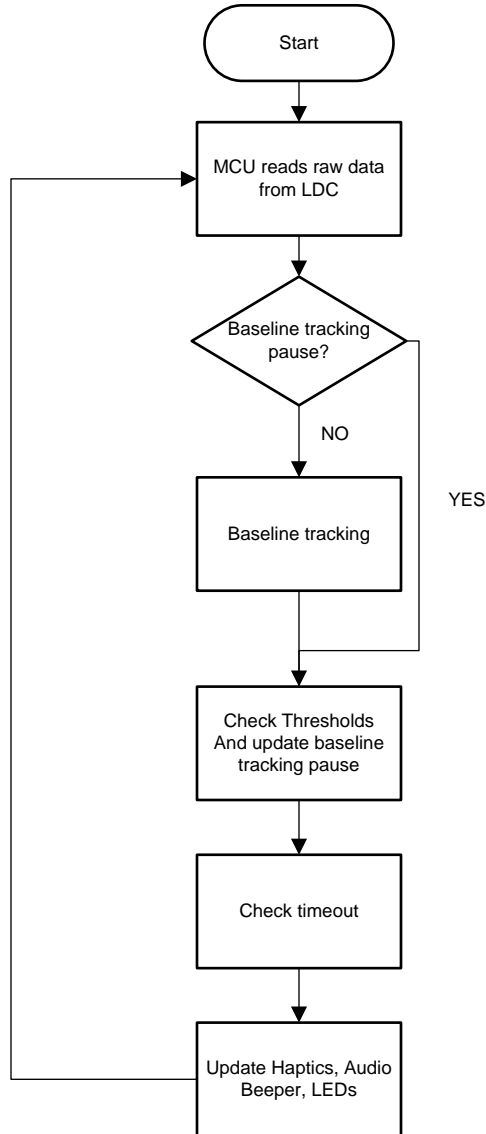 Start
MCU reads raw data
from LDC
Baseline tracking
pause?
NO
YES
Baseline tracking
Check Thresholds
And update baseline
tracking pause
Check timeout
Update Haptics, Audio
Beeper, LEDs